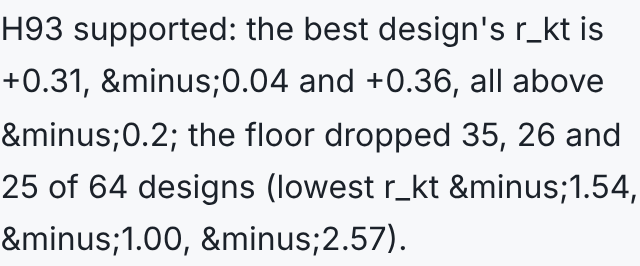 H93 supported: the best design's r_kt is
+0.31, &minus;0.04 and +0.36, all above
&minus;0.2; the floor dropped 35, 26 and
25 of 64 designs (lowest r_kt &minus;1.54,
&minus;1.00, &minus;2.57).